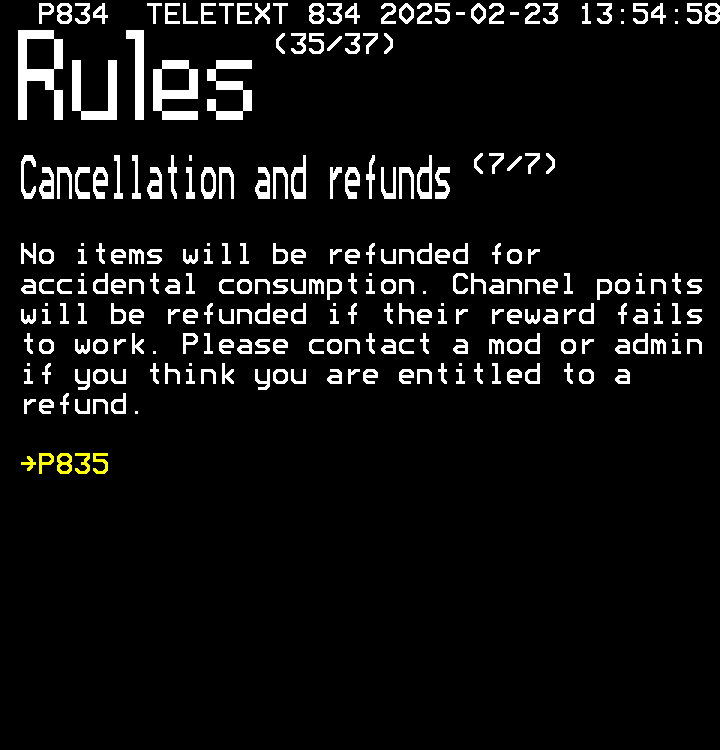 P834  TELETEXT 834 2025-02-23 13:54:58
Rules (35/37)
Cancellation and refunds (7/7)
No items will be refunded for
accidental consumption. Channel points
will be refunded if their reward fails
to work. Please contact a mod or admin
if you think you are entitled to a
refund.
→P835